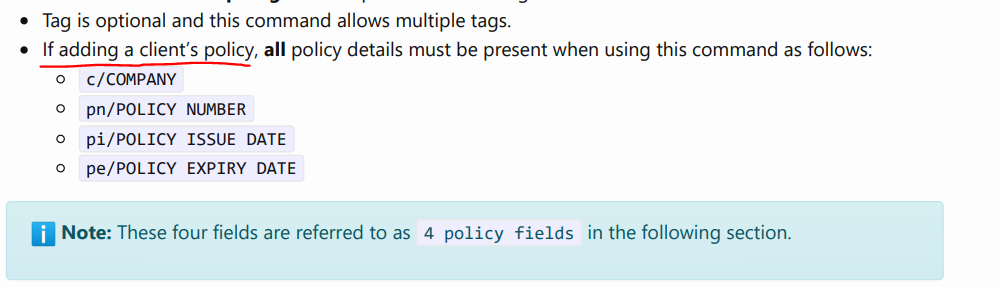 Tag is optional and this command allows multiple tags.
If adding a client's policy, all policy details must be present when using this command as follows:
c/COMPANY
pn/POLICY NUMBER
pi/POLICY ISSUE DATE
pe/POLICY EXPIRY DATE
Note: These four fields are referred to as 4 policy fields in the following section.